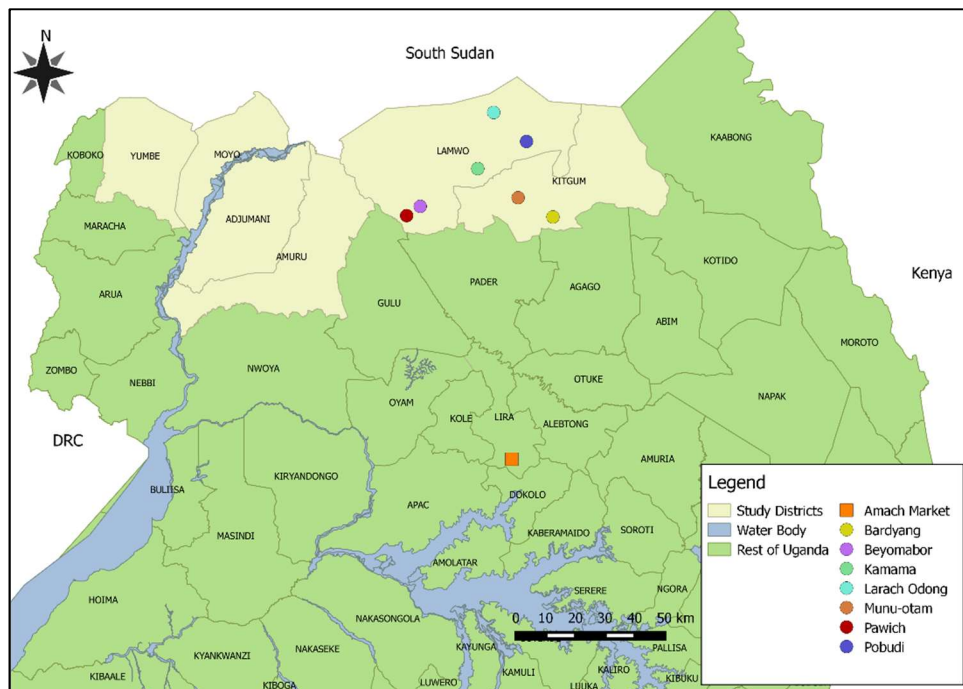 N
South Sudan
KAABONG
KOBOKO
YUMBE
MOYO
LAMWO
KITGUM
MARACHA
ADJUMANI
AMURU
KOTIDO
Kenya
ARUA
GULU
PADER
AGAGO
ABIM
MOROTO
ZOMBO
NEBBI
NWOYA
OTUKE
NAPAK
OYAM
KOLE
LIRA
ALEBTONG
DRC
AMURIA
KIRYANDONGO
BULIISA
APAC
DOKOLO
MASINDI
KABERAMAIDO
SOROTI
AMOLATAR
HOIMA
NAKASONGOLA
SERERE
NGORA
0 10 20 30 40 50 km
KYANKWANZI
NAKASEKE
KAYUNGA
PALLISA
KIBAALE
KIBOGA
LUWERO
KAMULI
KALIRO
KIBUKU
LUUKA
Legend
Study Districts
Water Body
Rest of Uganda
Amach Market
Bardyang
Beyomabor
Kamama
Larach Odong
Munu-otam
Pawich
Pobudi